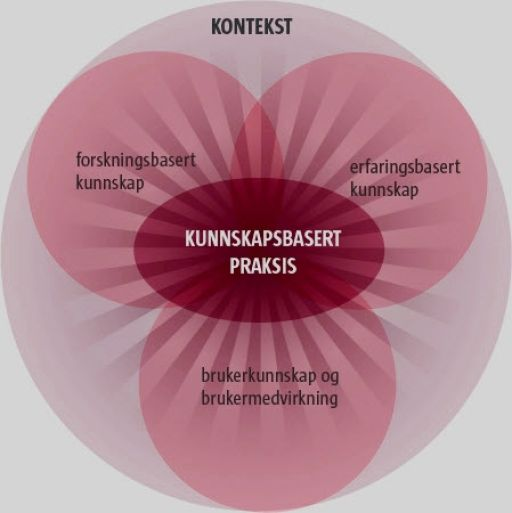 KONTEKST
forskningsbasert
kunnskap
erfaringsbasert
kunnskap
KUNNSKAPSBASERT
PRAKSIS
brukerkunnskap og
brukermedvirkning